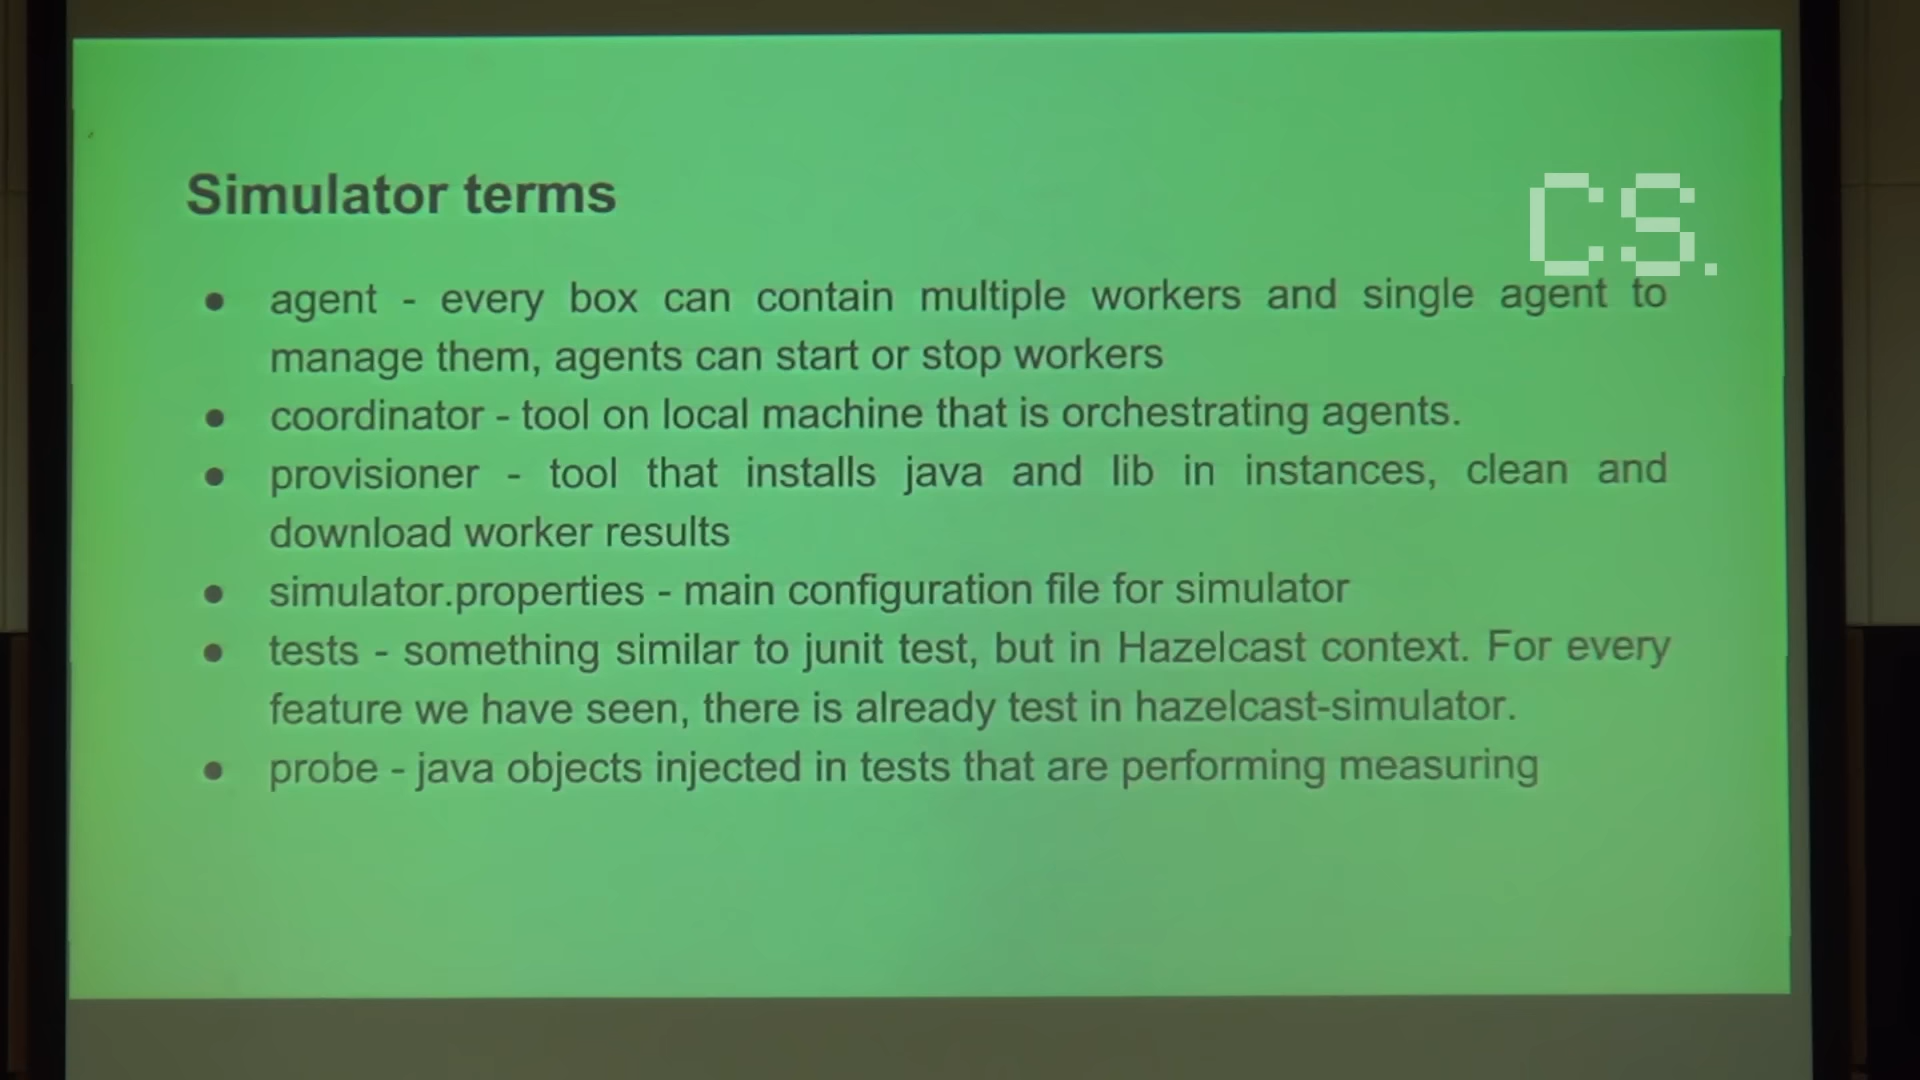 Simulator terms
CS.
● agent - every box can contain multiple workers and single agent to
manage them, agents can start or stop workers
● coordinator - tool on local machine that is orchestrating agents.
● provisioner - tool that installs java and lib in instances, clean and
download worker results
● simulator.properties - main configuration file for simulator
● tests - something similar to junit test, but in Hazelcast context. For every
feature we have seen, there is already test in hazelcast-simulator.
● probe - java objects injected in tests that are performing measuring